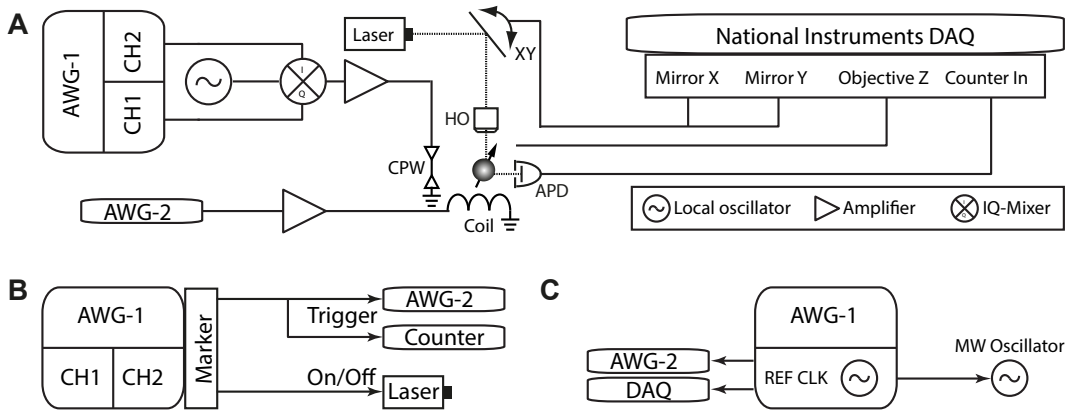 A
AWG-1
CH2
CH1
I
Q
Laser
XY
HO
CPW
APD
AWG-2
Coil
National Instruments DAQ
Mirror X
Mirror Y
Objective Z
Counter In
Local oscillator
Amplifier
I
Q
IQ-Mixer
B
AWG-1
CH1
CH2
Marker
Trigger
AWG-2
Counter
On/Off
Laser
C
AWG-1
REF CLK
AWG-2
DAQ
MW Oscillator